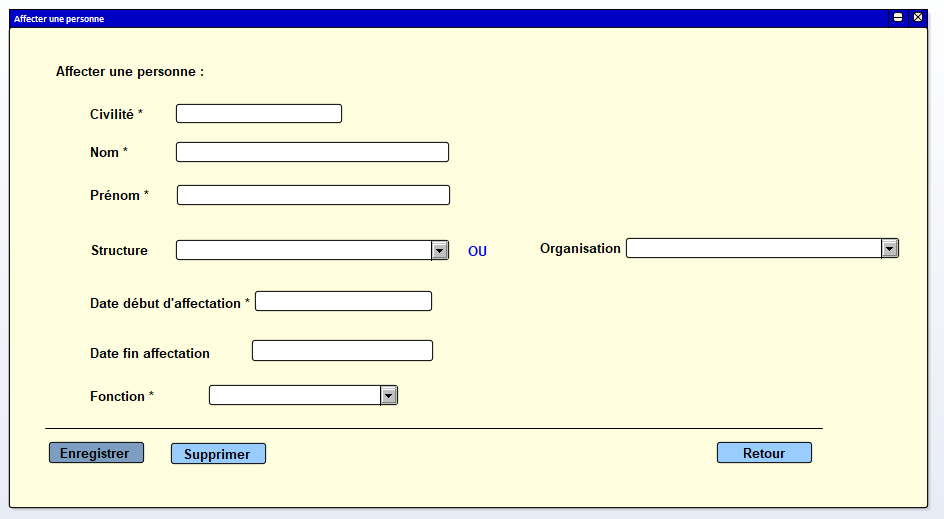 Affecter une personne
Affecter une personne :
Civilité *
Nom *
Prénom *
Structure OU Organisation
Date début d'affectation *
Date fin affectation
Fonction *
Enregistrer Supprimer Retour